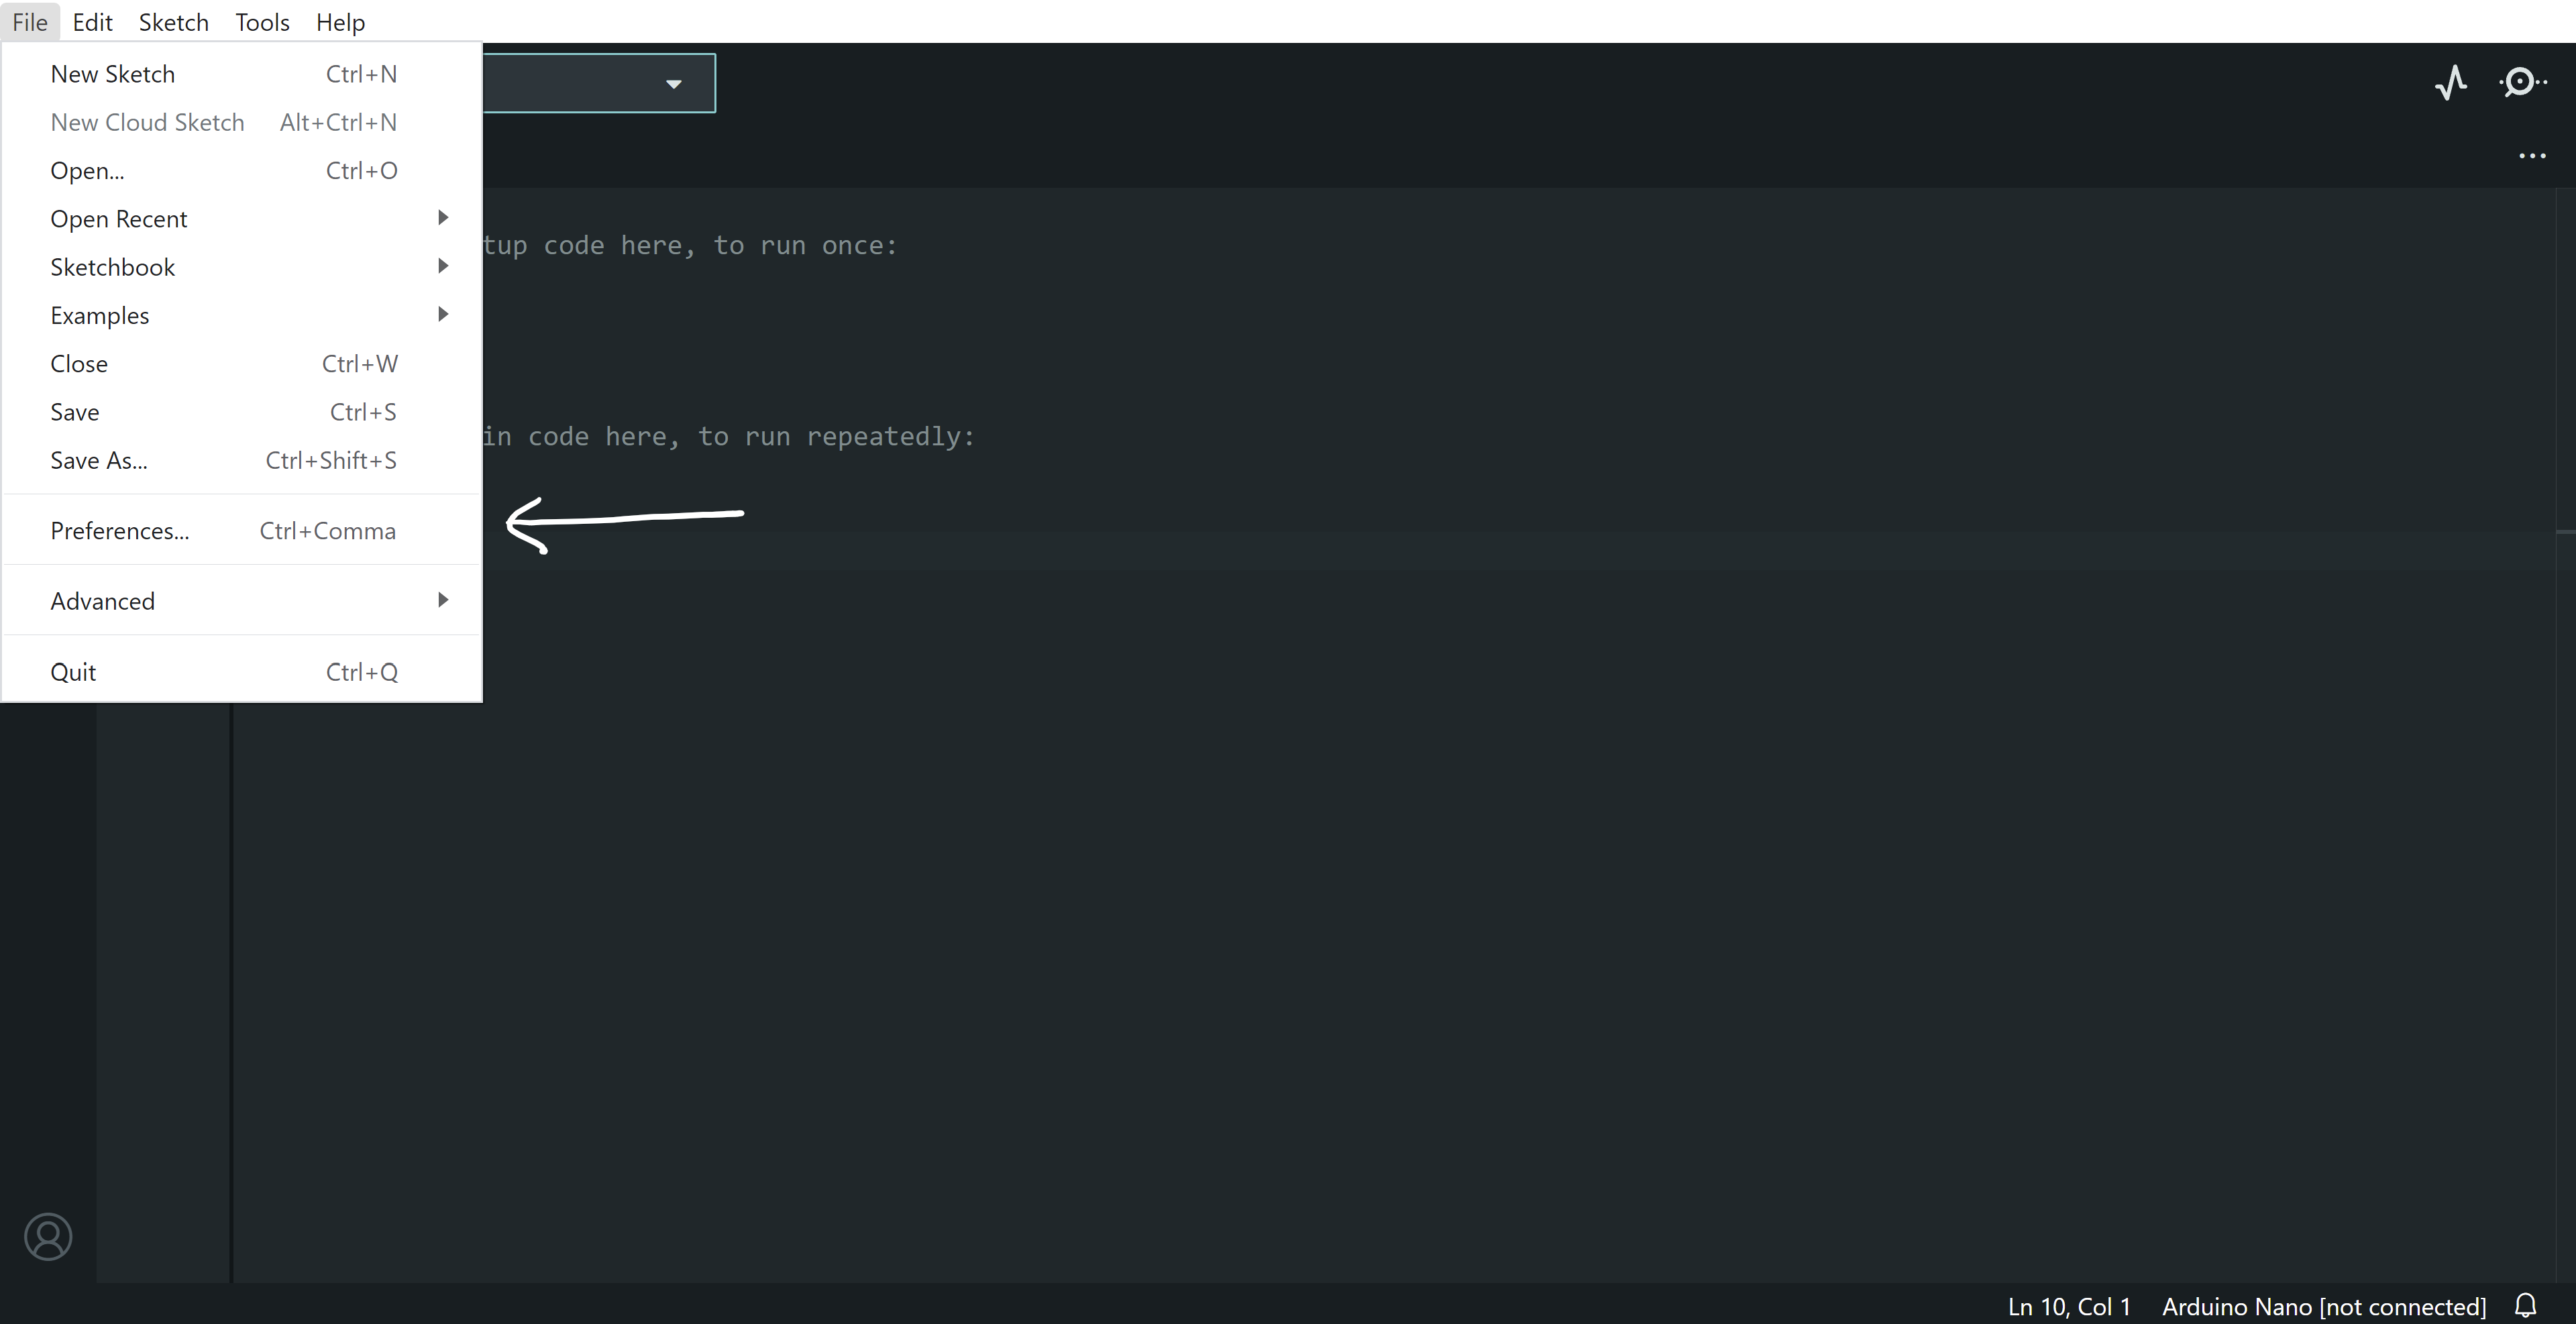 File Edit Sketch Tools Help
New Sketch Ctrl+N
New Cloud Sketch Alt+Ctrl+N
Open... Ctrl+O
Open Recent
Sketchbook
Examples
Close Ctrl+W
Save Ctrl+S
Save As... Ctrl+Shift+S
Preferences... Ctrl+Comma
Advanced
Quit Ctrl+Q
tup code here, to run once:
in code here, to run repeatedly:
Ln 10, Col 1 Arduino Nano [not connected]